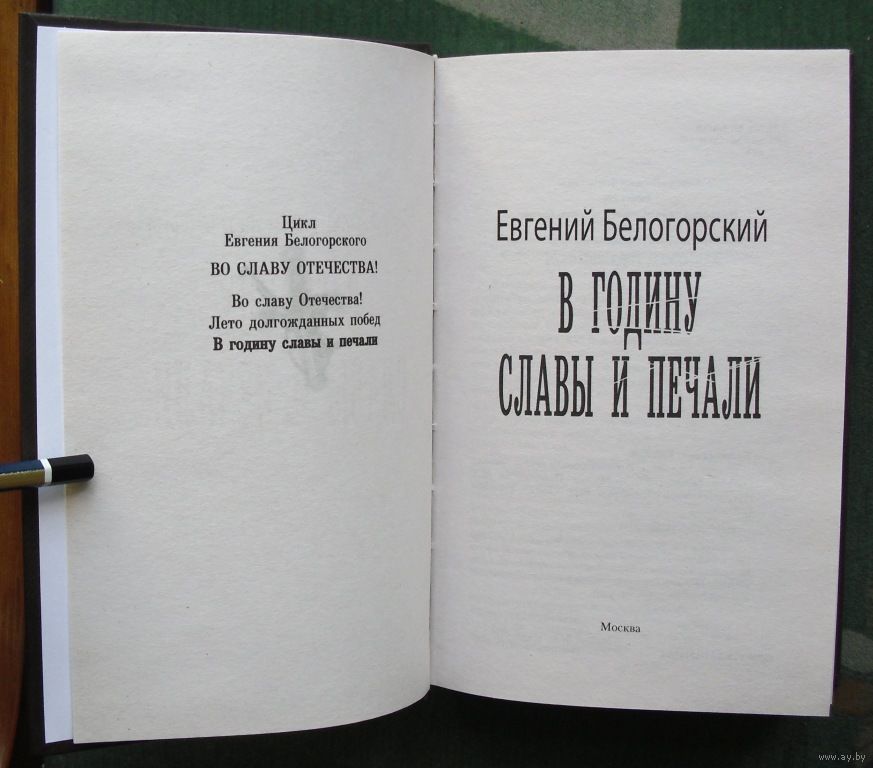 Цикл
Евгения Белогорского
ВО СЛАВУ ОТЕЧЕСТВА!
Во славу Отечества!
Лето долгожданных побед
В годину славы и печали
Евгений Белогорский
В ГОДИНУ
СЛАВЫ И ПЕЧАЛИ
Москва
www.ay.by